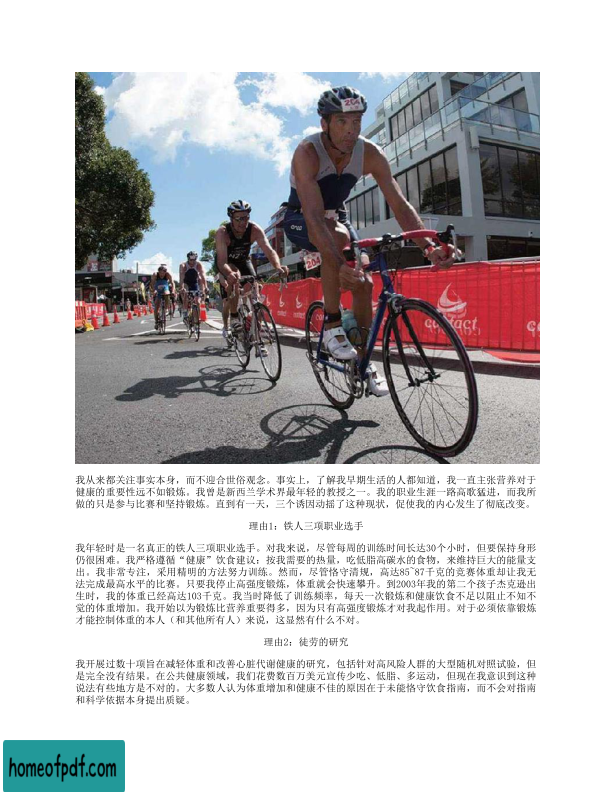 204
204
contact
我从来都关注事实本身，而不迎合世俗观念。事实上，了解我早期生活的人都知道，我一直主张营养对于
健康的重要性远不如锻炼。我曾是新西兰学术界最年轻的教授之一。我的职业生涯一路高歌猛进，而我所
做的只是参与比赛和坚持锻炼。直到有一天，三个诱因动摇了这种现状，促使我的内心发生了彻底改变。
理由1：铁人三项职业选手
我年轻时是一名真正的铁人三项职业选手。对我来说，尽管每周的训练时间长达30个小时，但要保持身形
仍很困难。我严格遵循“健康”饮食建议：按我需要的热量，吃低脂高碳水的食物，来维持巨大的能量支
出。我非常专注，采用精明的方法努力训练。然而，尽管恪守清规，高达85~87千克的竞赛体重却让我无
法完成最高水平的比赛。只要我停止高强度锻炼，体重就会快速攀升。到2003年我的第二个孩子杰克逊出
生时，我的体重已经高达103千克。我当时降低了训练频率，每天一次锻炼和健康饮食不足以阻止不知不
觉的体重增加。我开始以为锻炼比营养重要得多，因为只有高强度锻炼才对我起作用。对于必须依靠锻炼
才能控制体重的本人（和其他所有人）来说，这显然有什么不对。
理由2：徒劳的研究
我开展过数十项旨在减轻体重和改善心脏代谢健康的研究，包括针对高风险人群的大型随机对照试验，但
是完全没有结果。在公共健康领域，我们花费数百万美元宣传少吃、低脂、多运动，但现在我意识到这种
说法有些地方是不对的。大多数人认为体重增加和健康不佳的原因在于未能恪守饮食指南，而不会对指南
和科学依据本身提出质疑。
homeofpdf.com